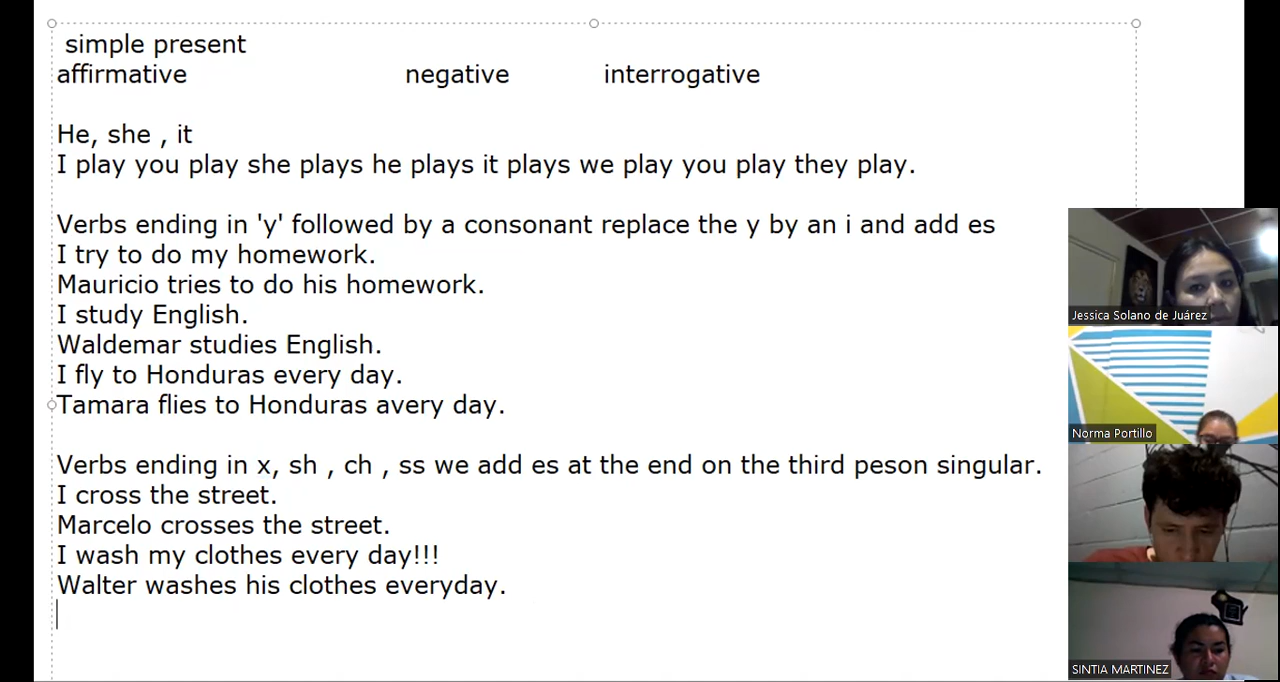 simple present
affirmative negative interrogative
He, she , it
I play you play she plays he plays it plays we play you play they play.
Verbs ending in 'y' followed by a consonant replace the y by an i and add es
I try to do my homework.
Mauricio tries to do his homework.
I study English.
Waldemar studies English.
I fly to Honduras every day.
Tamara flies to Honduras avery day.
Verbs ending in x, sh , ch , ss we add es at the end on the third peson singular.
I cross the street.
Marcelo crosses the street.
I wash my clothes every day!!!
Walter washes his clothes everyday.
Jessica Solano de Juárez
Norma Portillo
SINTIA MARTINEZ